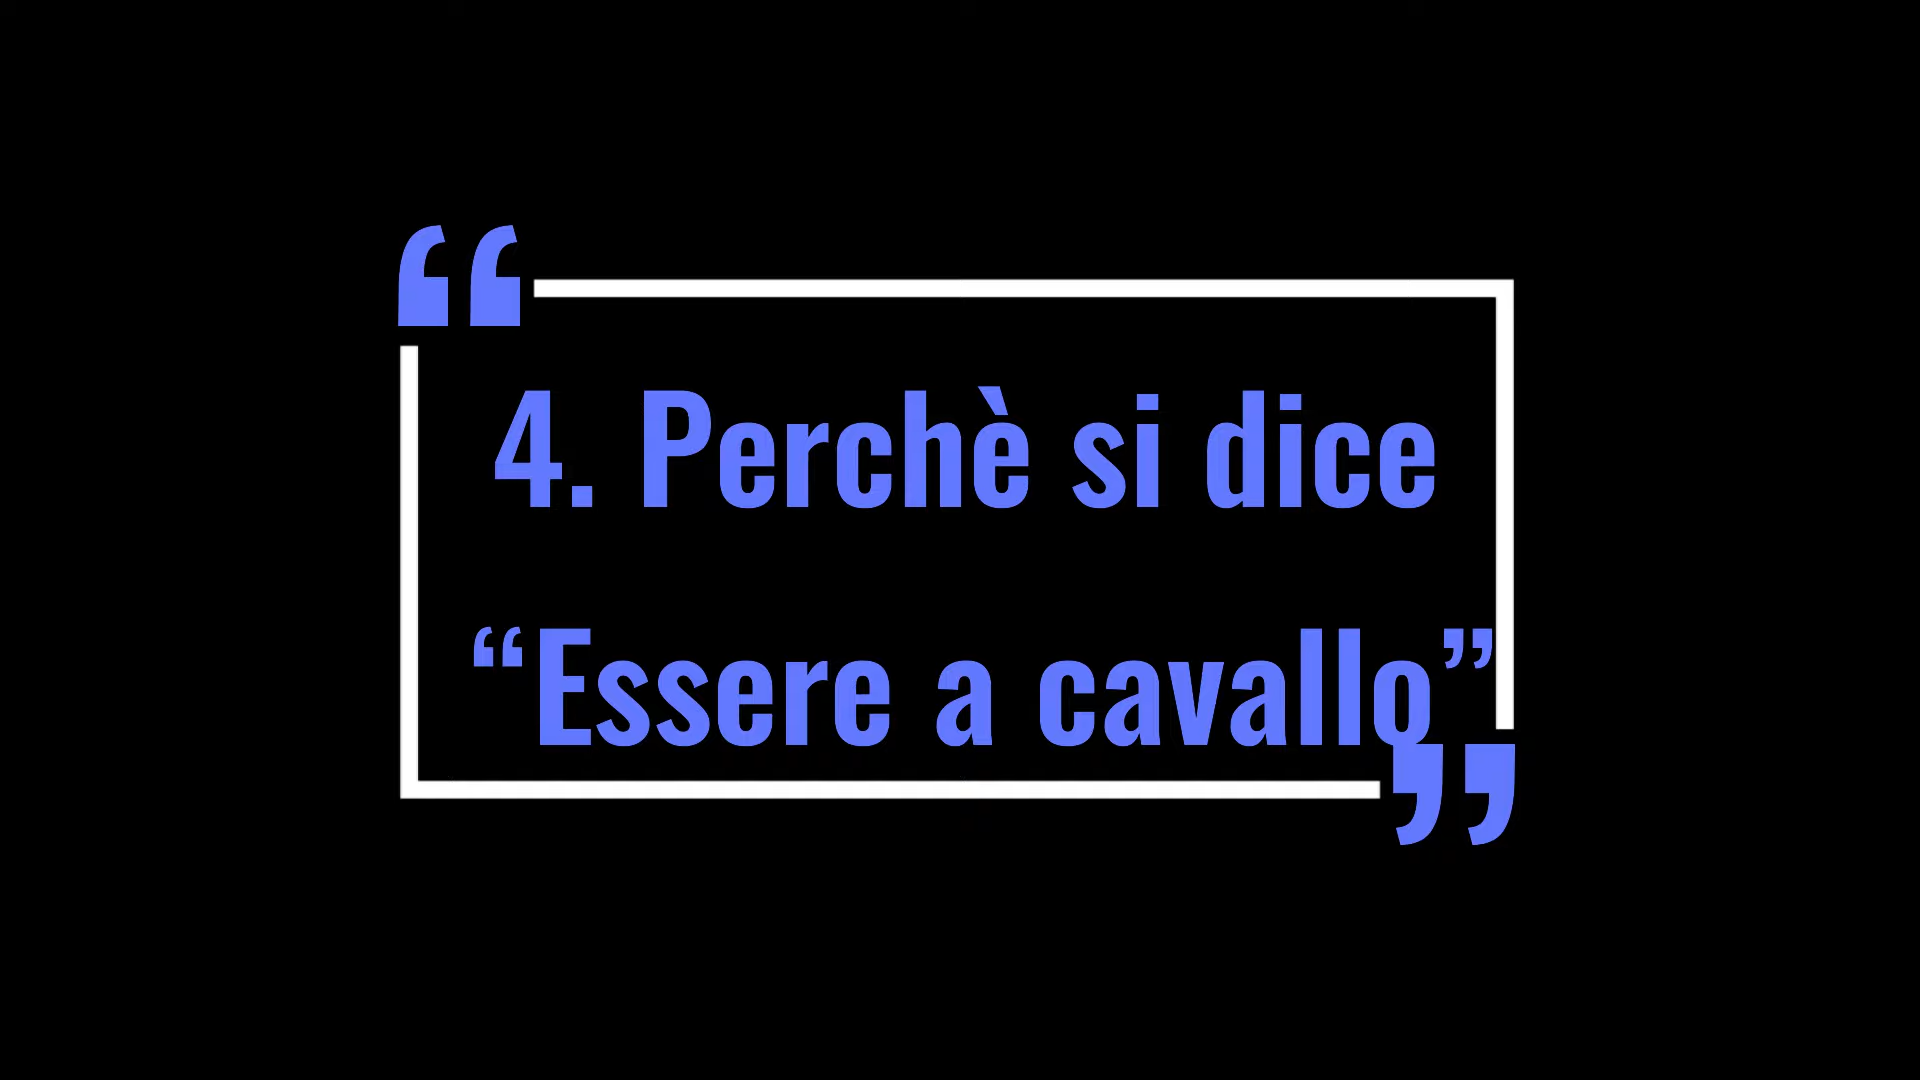 4. Perchè si dice
“Essere a cavallo”